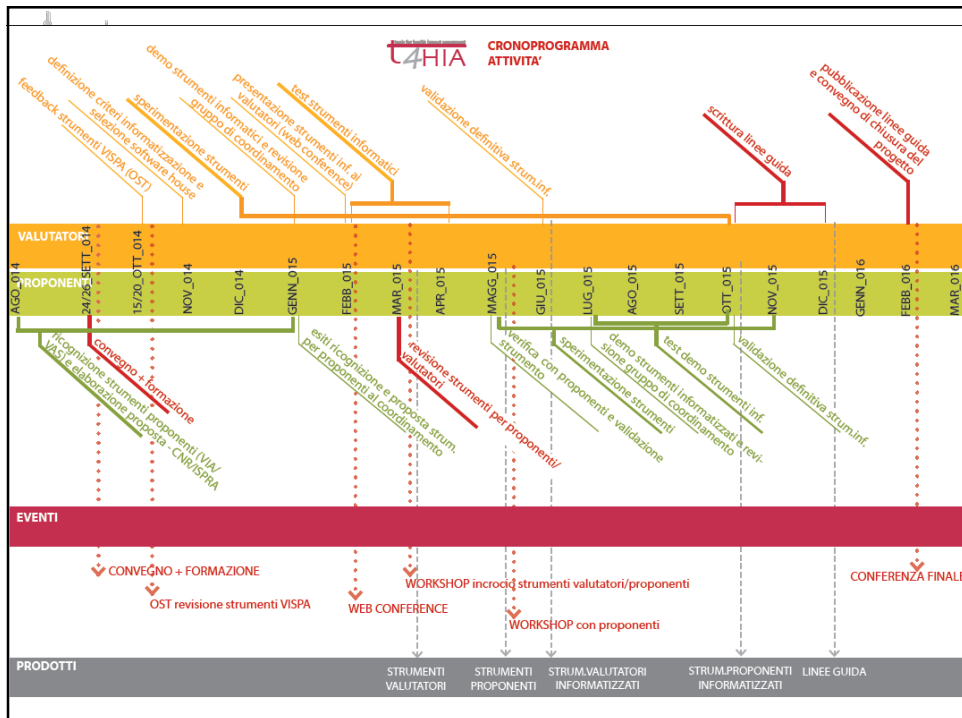 tools for health impact assessment
t4HIA
CRONOPROGRAMMA
ATTIVITA'
feedback strumenti VISPA (OST)
definizione criteri informatizzazione e
selezione software house
sperimentazione strumenti
demo strumenti informatici e revisione
gruppo di coordinamento
presentazione strumenti inf. ai
valutatori (web conference)
test strumenti informatici
validazione definitiva strum.inf.
scrittura linee guida
pubblicazione linee guida
e convegno di chiusura del
progetto
VALUTATORI
PROPONENTI
AGO_014
24/26_SETT_014
15/20_OTT_014
NOV_014
DIC_014
GENN_015
FEBB_015
MAR_015
APR_015
MAGG_015
GIU_015
LUG_015
AGO_015
SETT_015
OTT_015
NOV_015
DIC_015
GENN_016
FEBB_016
MAR_016
ricognizione strumenti proponenti (VIA/
VAS) e elaborazione proposta - CNR/ISPRA
convegno + formazione
esiti ricognizione e proposta strum.
per proponenti al coordinamento
revisione strumenti per proponenti/
valutatori
verifica con proponenti e validazione
strumento
sperimentazione strumenti
demo strumenti informatizzati e revi-
sione gruppo di coordinamento
test demo strumenti inf.
validazione definitiva strum.inf.
EVENTI
CONVEGNO + FORMAZIONE
OST revisione strumenti VISPA
WEB CONFERENCE
WORKSHOP incrocio strumenti valutatori/proponenti
WORKSHOP con proponenti
CONFERENZA FINALE
PRODOTTI
STRUMENTI
VALUTATORI
STRUMENTI
PROPONENTI
STRUM.VALUTATORI
INFORMATIZZATI
STRUM.PROPONENTI
INFORMATIZZATI
LINEE GUIDA